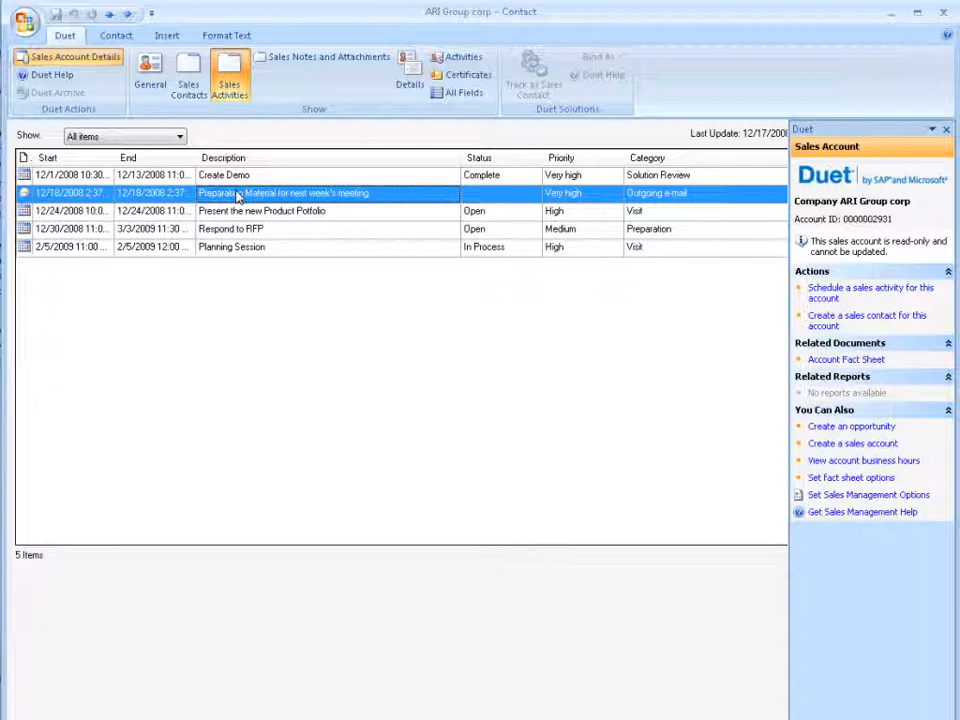 ARI Group corp - Contact
Duet Contact Insert Format Text
Sales Account Details
Duet Help
Duet Archive
Duet Actions
General
Sales Contacts
Sales Activities
Sales Notes and Attachments
Show
Details
Activities
Certificates
All Fields
Track as Sales Contact
Bind As
Duet Help
Duet Solutions
Show: All items
Last Update: 12/17/2008
Start End Description Status Priority Category
12/1/2008 10:30... 12/13/2008 11:0... Create Demo Complete Very high Solution Review
12/18/2008 2:37... 12/18/2008 2:37... Preparation Material for next week's meeting Very high Outgoing e-mail
12/24/2008 10:0... 12/24/2008 11:0... Present the new Product Potfolio Open High Visit
12/30/2008 11:0... 3/3/2009 11:30 ... Respond to RFP Open Medium Preparation
2/5/2009 11:00 ... 2/5/2009 12:00 ... Planning Session In Process High Visit
5 Items
Duet
Sales Account
Duet by SAP and Microsoft
Company ARI Group corp
Account ID: 0000002931
This sales account is read-only and
cannot be updated.
Actions
Schedule a sales activity for this
account
Create a sales contact for this
account
Related Documents
Account Fact Sheet
Related Reports
No reports available
You Can Also
Create an opportunity
Create a sales account
View account business hours
Set fact sheet options
Set Sales Management Options
Get Sales Management Help